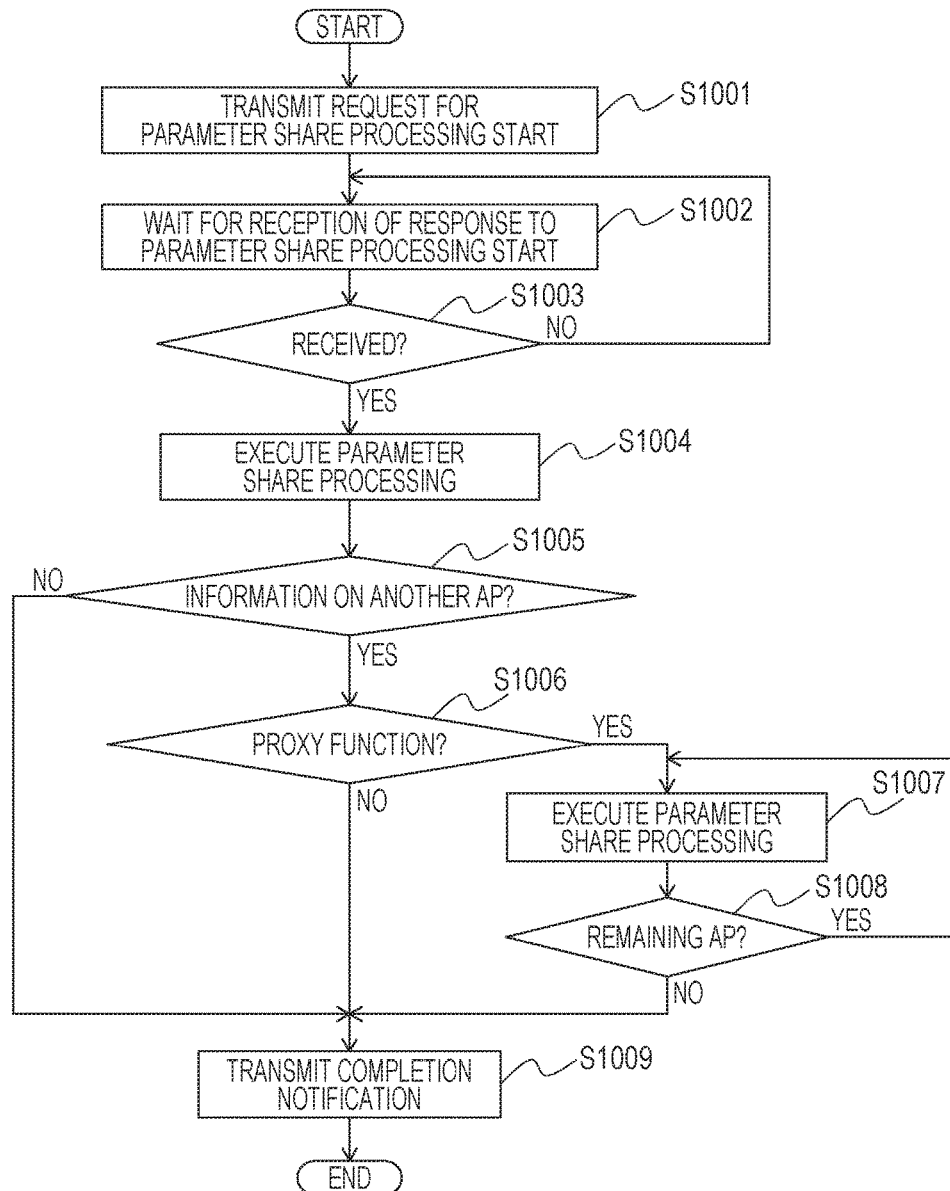 START
TRANSMIT REQUEST FOR
PARAMETER SHARE PROCESSING START
S1001
WAIT FOR RECEPTION OF RESPONSE TO
PARAMETER SHARE PROCESSING START
S1002
S1003
RECEIVED?
NO
YES
EXECUTE PARAMETER
SHARE PROCESSING
S1004
S1005
NO
INFORMATION ON ANOTHER AP?
YES
S1006
PROXY FUNCTION?
YES
NO
S1007
EXECUTE PARAMETER
SHARE PROCESSING
S1008
REMAINING AP?
YES
NO
TRANSMIT COMPLETION
NOTIFICATION
S1009
END